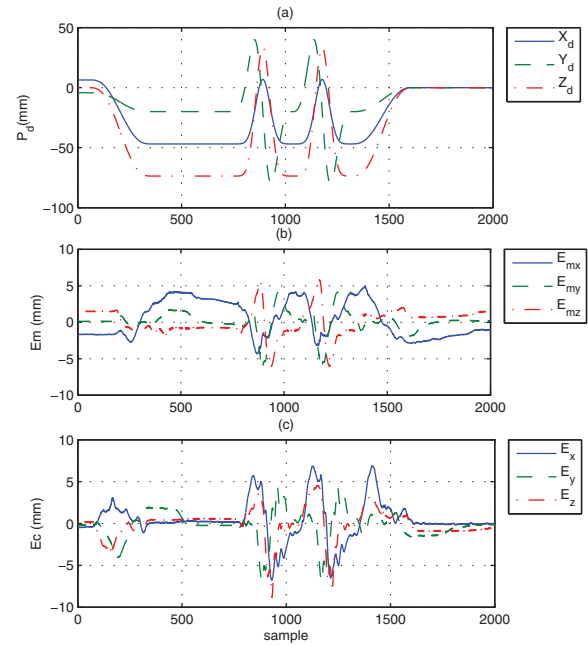 (a)
50
0
−50
−100
P_d(mm)
0
500
1000
1500
2000
X_d
Y_d
Z_d
(b)
10
5
0
−5
−10
Em (mm)
0
500
1000
1500
2000
E_mx
E_my
E_mz
(c)
10
5
0
−5
−10
Ec (mm)
0
500
1000
1500
2000
sample
E_x
E_y
E_z